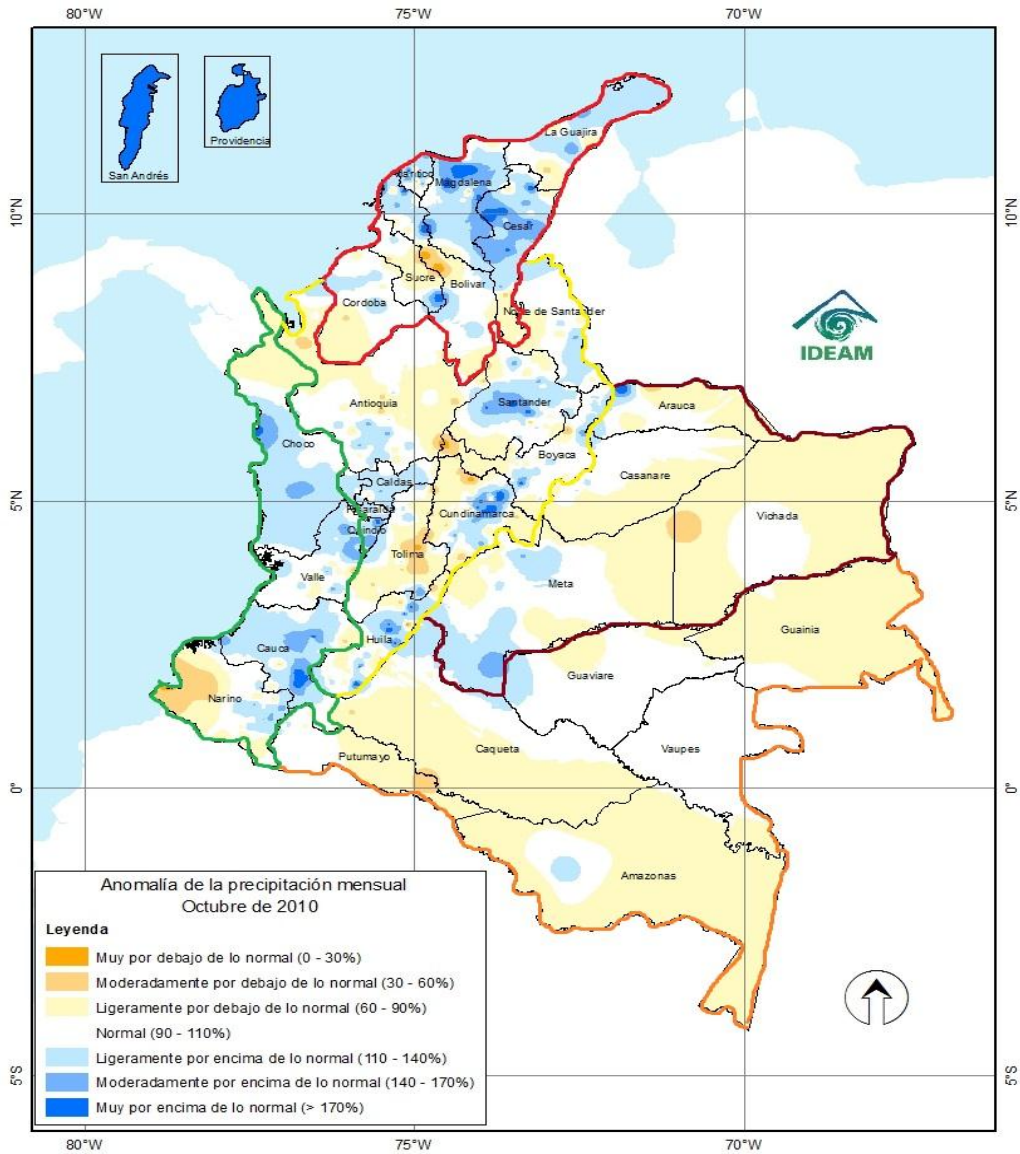 80°W 75°W 70°W
San Andrés
Providencia
La Guajira
Magdalena
10°N 10°N
Cesar
Sucre
Bolivar
Cordoba
Norte de Santander
IDEAM
Antioquia
Santander
Arauca
Choco
Boyaca
Casanare
Caldas
5°N 5°N
Cundinamarca
Vichada
Quindio
Tolima
Valle
Meta
Guainia
Huila
Cauca
Guaviare
Narino
Vaupes
Caqueta
Putumayo
0° 0°
Amazonas
Anomalía de la precipitación mensual
Octubre de 2010
Leyenda
Muy por debajo de lo normal (0 - 30%)
Moderadamente por debajo de lo normal (30 - 60%)
Ligeramente por debajo de lo normal (60 - 90%)
Normal (90 - 110%)
Ligeramente por encima de lo normal (110 - 140%)
Moderadamente por encima de lo normal (140 - 170%)
Muy por encima de lo normal (> 170%)
5°S 5°S
80°W 75°W 70°W